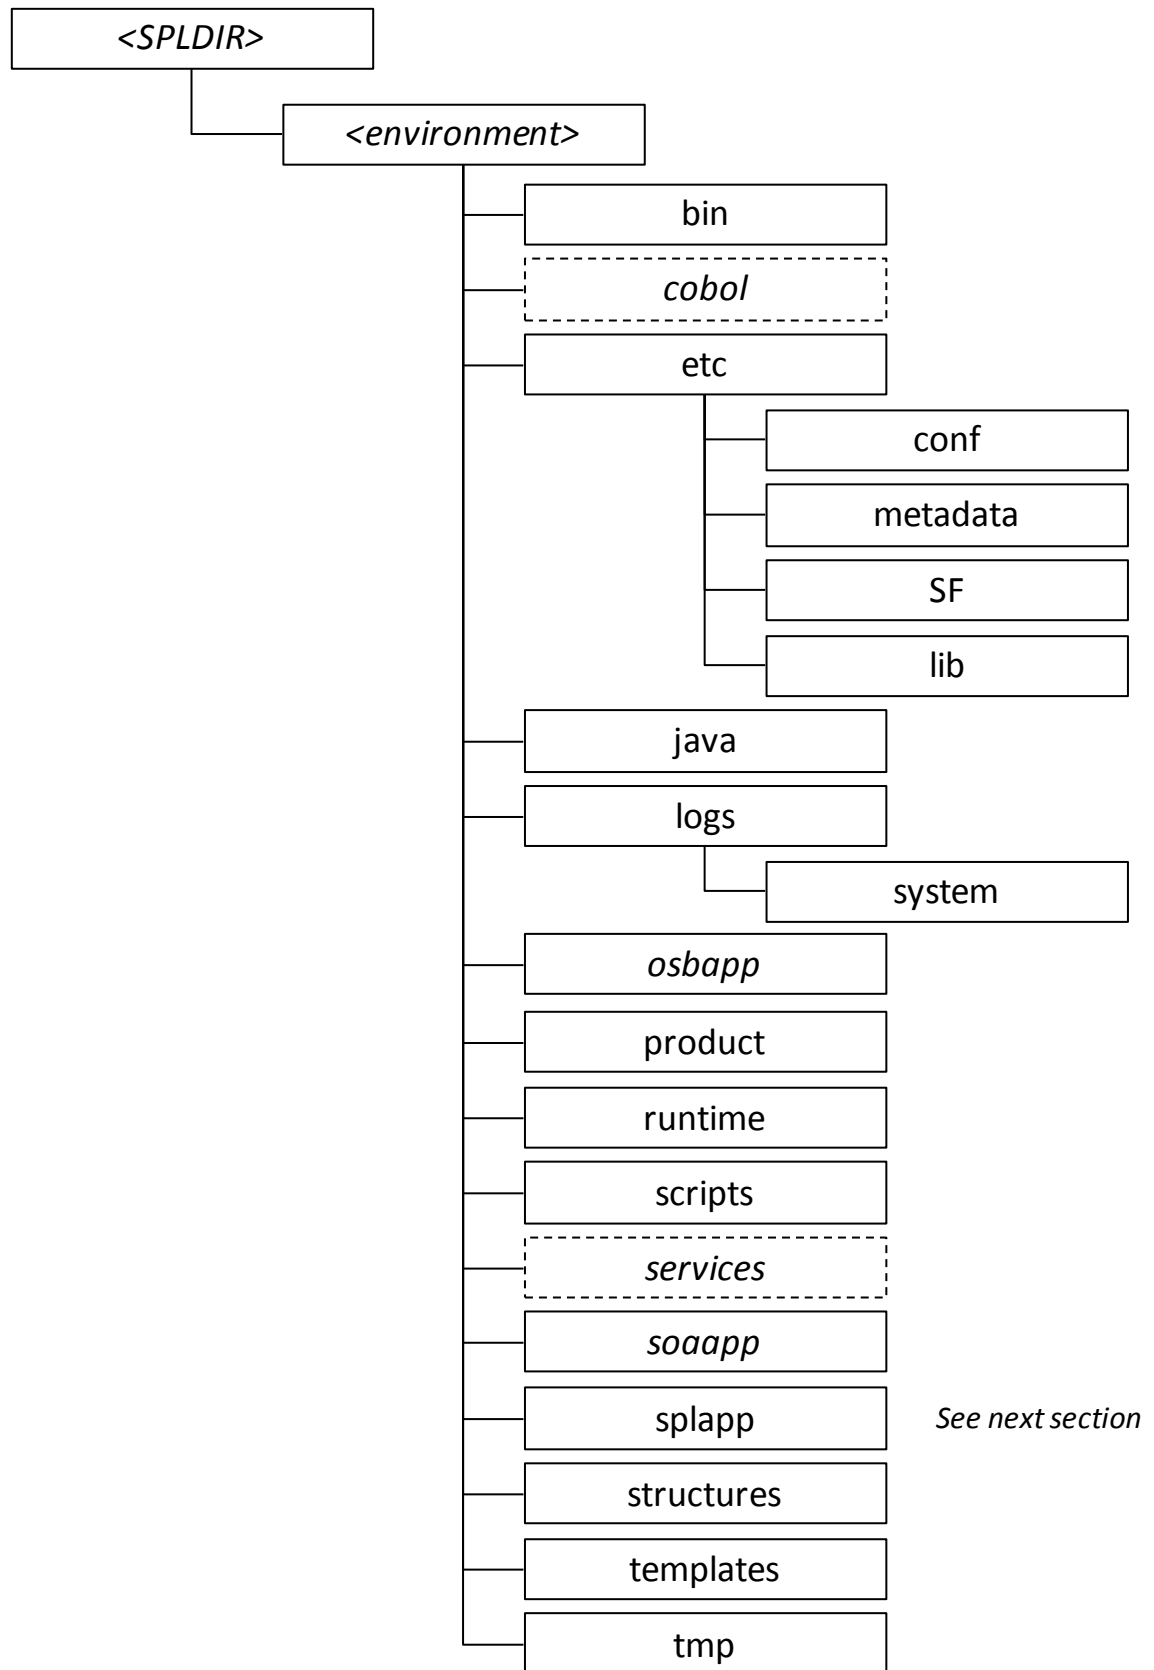 <SPLDIR>
<environment>
bin
cobol
etc
conf
metadata
SF
lib
java
logs
system
osbapp
product
runtime
scripts
services
soaapp
splapp See next section
structures
templates
tmp